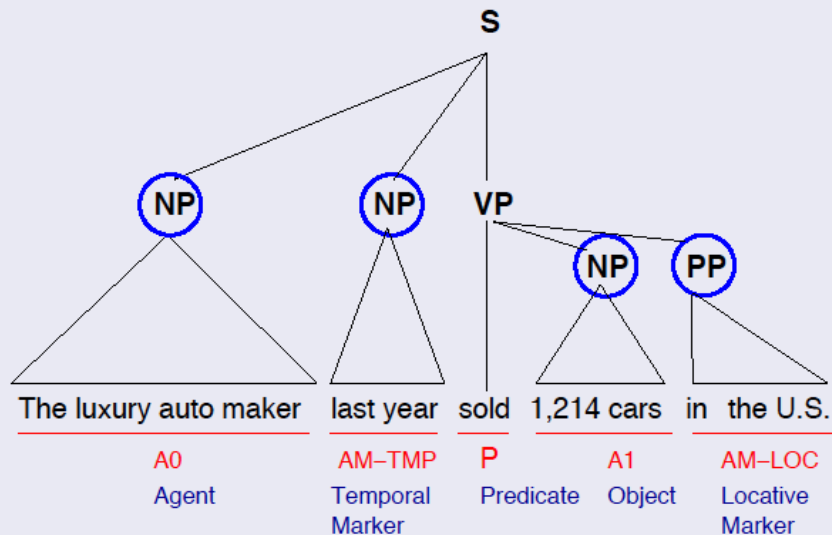 S
NP NP VP
NP PP
The luxury auto maker last year sold 1,214 cars in the U.S.
A0 AM–TMP P A1 AM–LOC
Agent Temporal Predicate Object Locative
Marker Marker